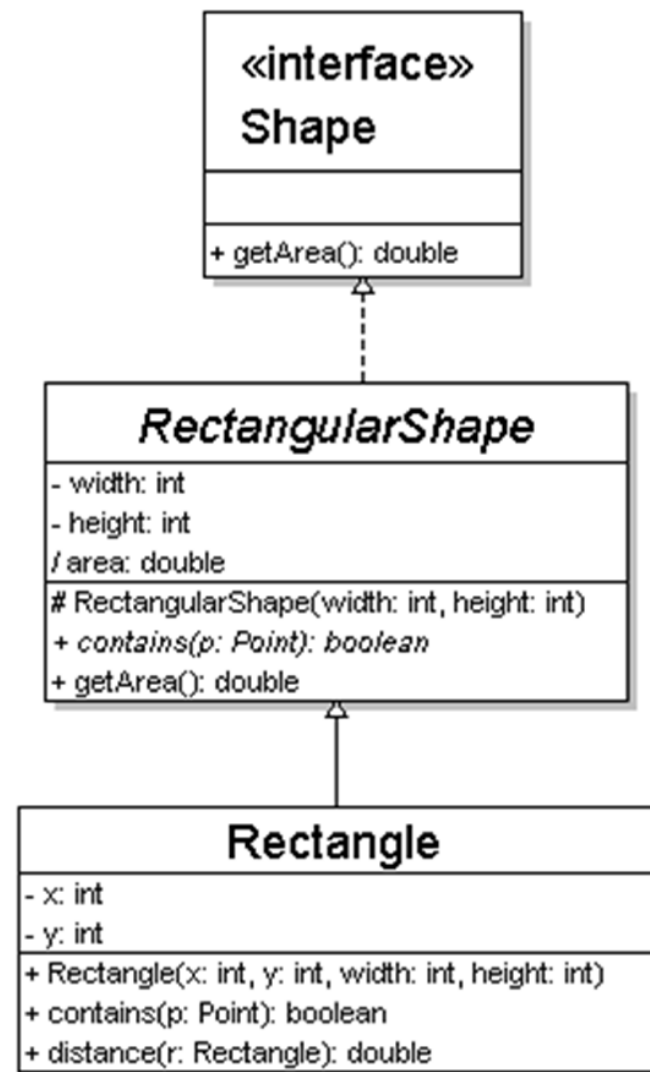 «interface»
Shape
+ getArea(): double
RectangularShape
- width: int
- height: int
/ area: double
# RectangularShape(width: int, height: int)
+ contains(p: Point): boolean
+ getArea(): double
Rectangle
- x: int
- y: int
+ Rectangle(x: int, y: int, width: int, height: int)
+ contains(p: Point): boolean
+ distance(r: Rectangle): double